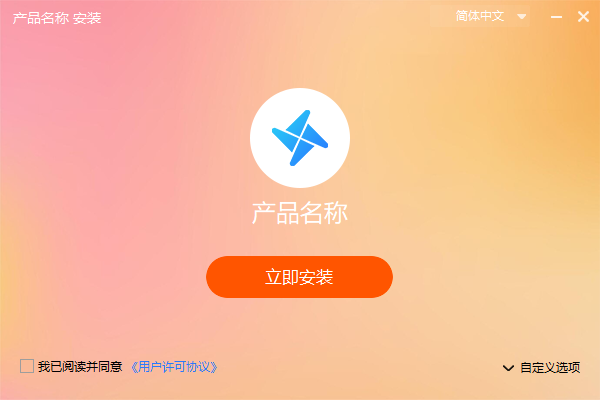 产品名称 安装
简体中文
产品名称
立即安装
我已阅读并同意 《用户许可协议》
自定义选项